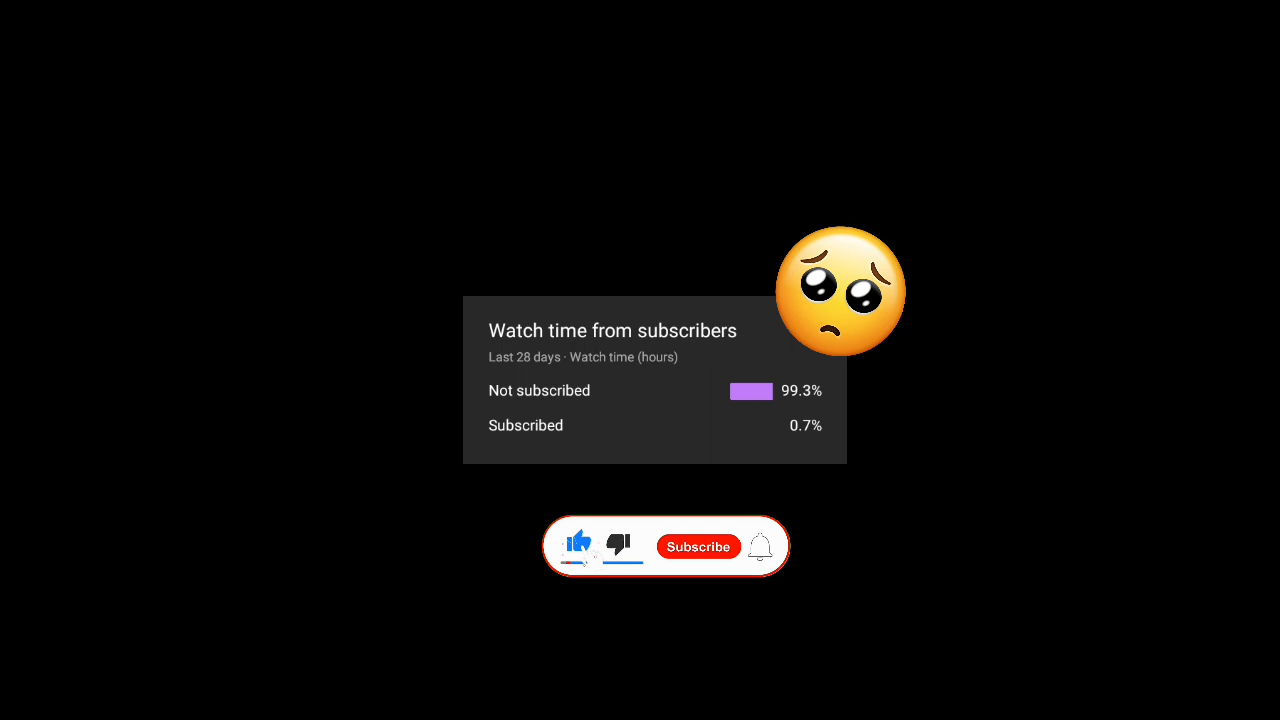 Watch time from subscribers
Last 28 days · Watch time (hours)
Not subscribed 99.3%
Subscribed 0.7%
Subscribe